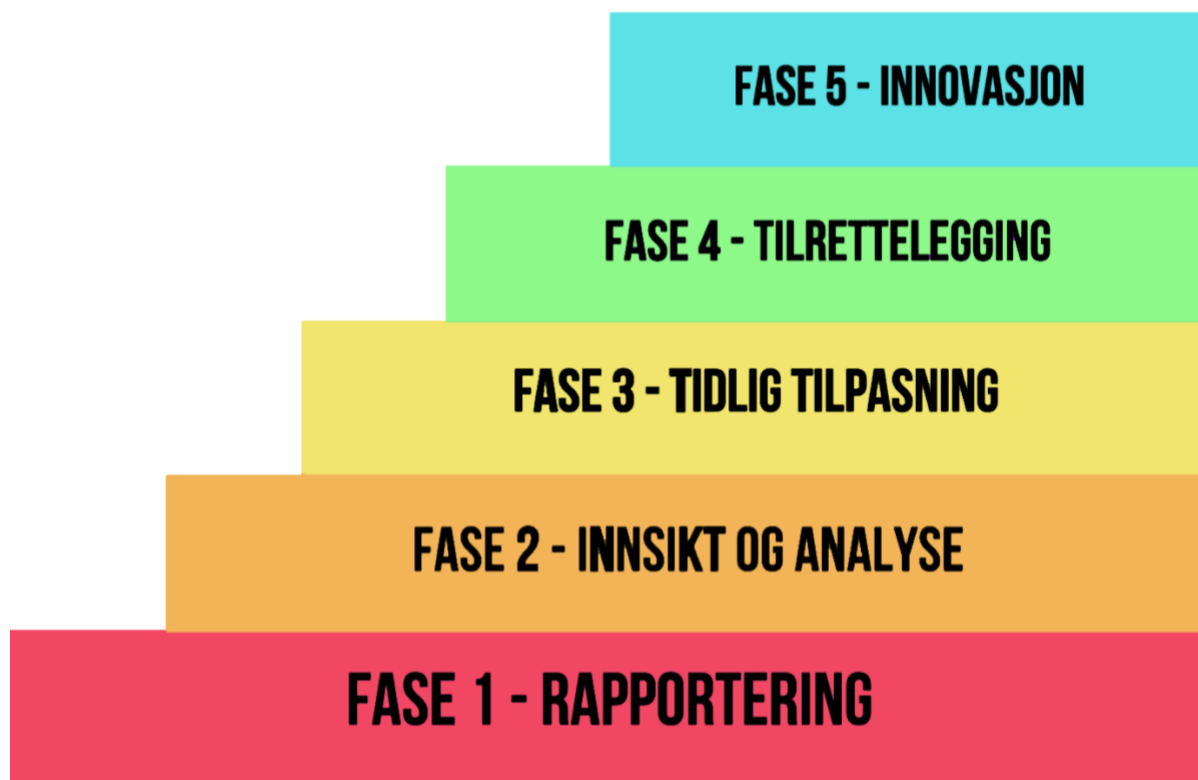 FASE 5 - INNOVASJON
FASE 4 - TILRETTELEGGING
FASE 3 - TIDLIG TILPASNING
FASE 2 - INNSIKT OG ANALYSE
FASE 1 - RAPPORTERING